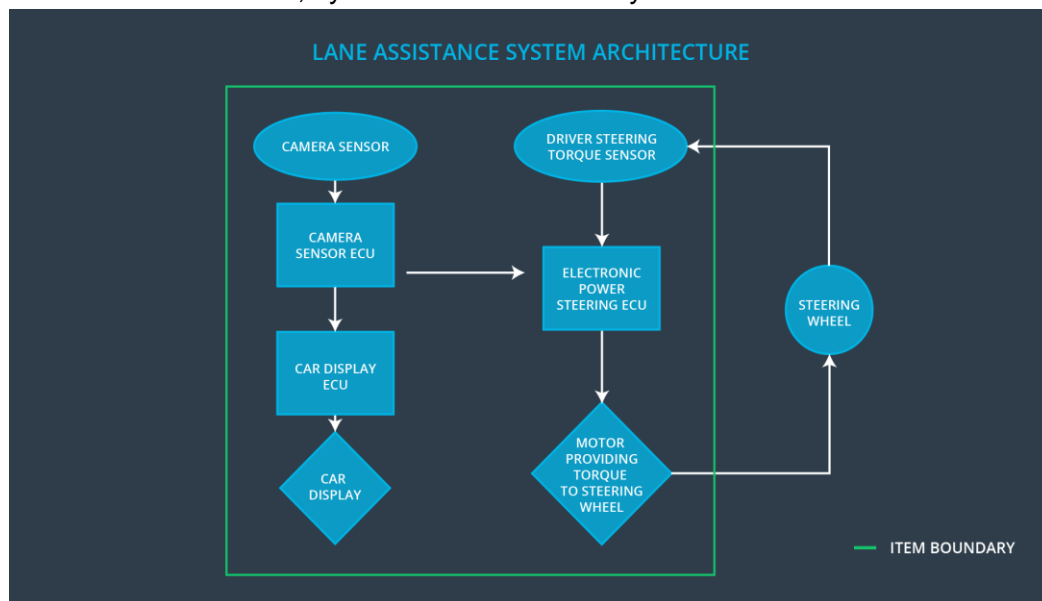 LANE ASSISTANCE SYSTEM ARCHITECTURE
CAMERA SENSOR
CAMERA
SENSOR ECU
CAR DISPLAY
ECU
CAR
DISPLAY
DRIVER STEERING
TORQUE SENSOR
ELECTRONIC
POWER
STEERING ECU
MOTOR
PROVIDING
TORQUE
TO STEERING
WHEEL
STEERING
WHEEL
ITEM BOUNDARY